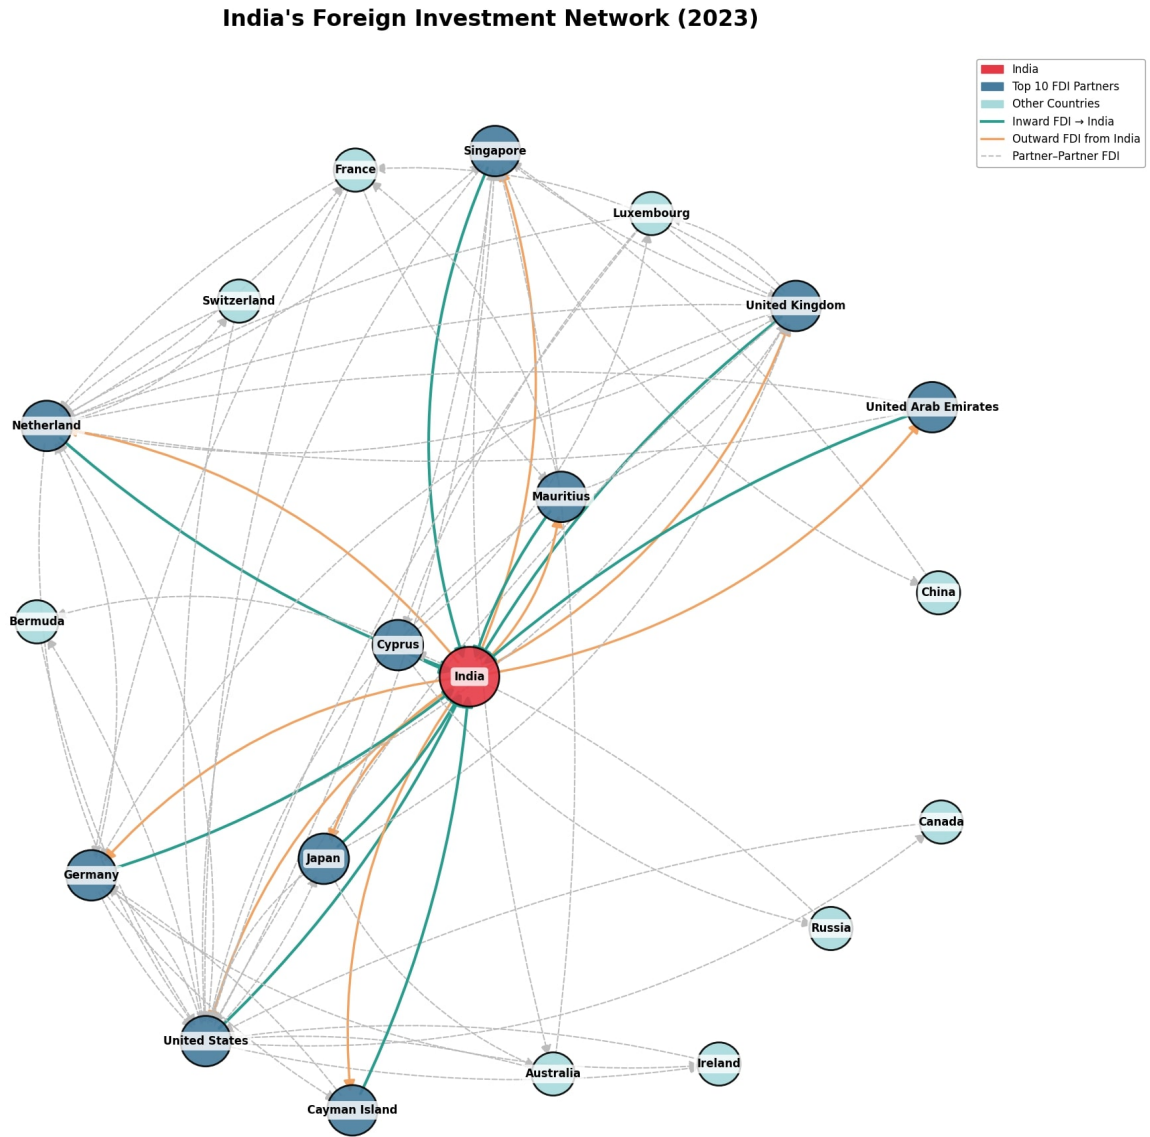 India's Foreign Investment Network (2023)
India
Top 10 FDI Partners
Other Countries
Inward FDI → India
Outward FDI from India
Partner–Partner FDI
Singapore
France
Luxembourg
Switzerland
United Kingdom
United Arab Emirates
Netherland
Mauritius
China
Bermuda
Cyprus
India
Canada
Japan
Germany
Russia
United States
Ireland
Australia
Cayman Island